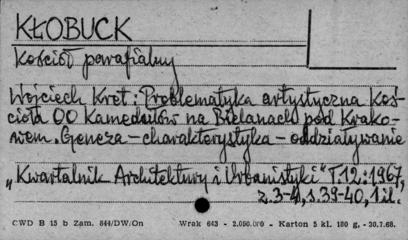 KŁOBUCK
Kościół parafialny
Wojciech Kret: Problematyka artystyczna Koś-
cioła OO Kamedułów na Bielanach pod Krako-
wem. Geneza – charakterystyka – oddziaływanie
„Kwartalnik Architektury i Urbanistyki" T.12:1967,
z.3-4, s.39-40, 1 il.
CWD B 15 b Zam. 844/DW/On Wrak 643 - 2.050.000 - Karton 5 kl. 180 g. - 30.7.68.